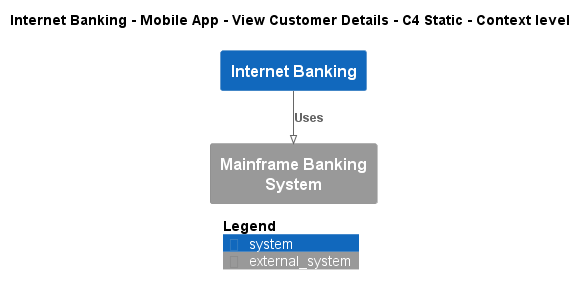 Internet Banking - Mobile App - View Customer Details - C4 Static - Context level
Internet Banking
Uses
Mainframe Banking
System
Legend
system
external_system